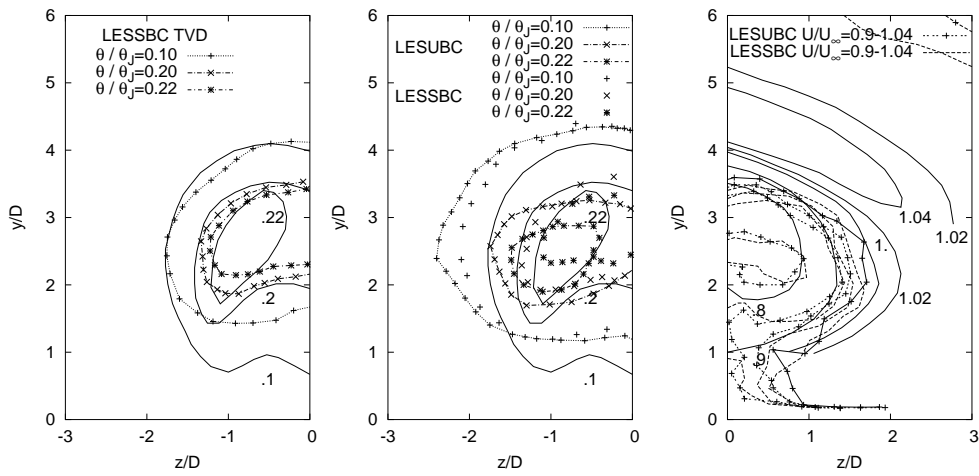 LESSBC TVD
θ / θJ=0.10
θ / θJ=0.20
θ / θJ=0.22
6
5
4
3
2
1
0
y/D
-3
-2
-1
0
z/D
.22
.2
.1
LESUBC
LESSBC
θ / θJ=0.10
θ / θJ=0.20
θ / θJ=0.22
θ / θJ=0.10
θ / θJ=0.20
θ / θJ=0.22
6
5
4
3
2
1
0
y/D
-3
-2
-1
0
z/D
.22
.2
.1
LESUBC U/U∞=0.9-1.04
LESSBC U/U∞=0.9-1.04
6
5
4
3
2
1
0
y/D
0
1
2
3
z/D
1.04
1.02
1.
1.02
.8
.9